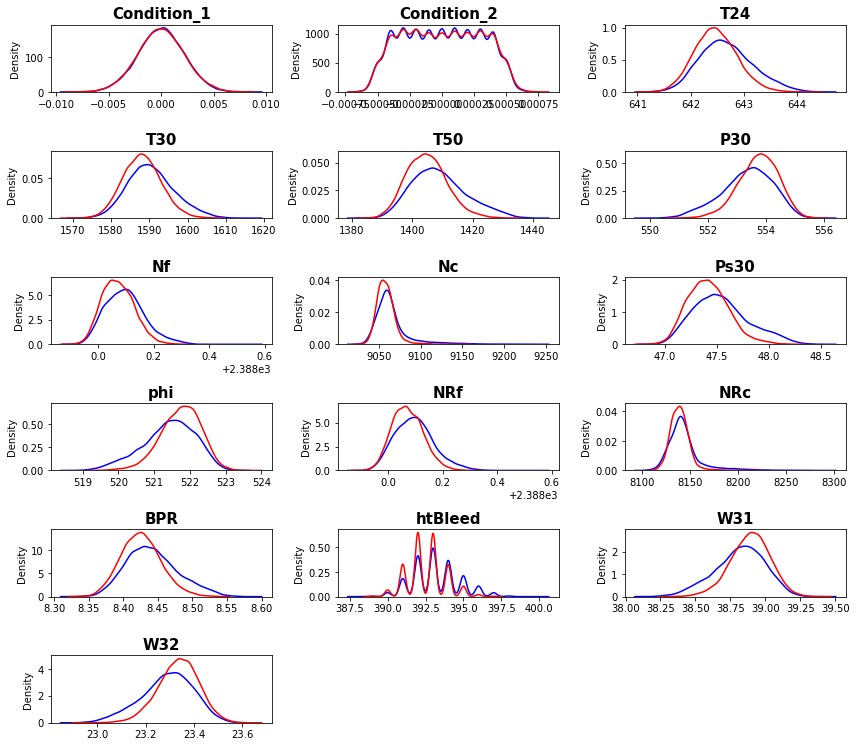 Condition_1
Density
100
0
−0.010 −0.005 0.000 0.005 0.010
Condition_2
Density
1000
500
0
T24
Density
1.0
0.5
0.0
641 642 643 644
T30
Density
0.05
0.00
1570 1580 1590 1600 1610 1620
T50
Density
0.050
0.025
0.000
1380 1400 1420 1440
P30
Density
0.50
0.25
0.00
550 552 554 556
Nf
Density
5.0
2.5
0.0
0.0 0.2 0.4 0.6
+2.388e3
Nc
Density
0.04
0.02
0.00
9050 9100 9150 9200 9250
Ps30
Density
2
1
0
47.0 47.5 48.0 48.5
phi
Density
0.50
0.25
0.00
519 520 521 522 523 524
NRf
Density
5.0
2.5
0.0
0.0 0.2 0.4 0.6
+2.388e3
NRc
Density
0.04
0.02
0.00
8100 8150 8200 8250 8300
BPR
Density
10
5
0
8.30 8.35 8.40 8.45 8.50 8.55 8.60
htBleed
Density
0.50
0.25
0.00
387.5 390.0 392.5 395.0 397.5 400.0
W31
Density
2
1
0
38.00 38.25 38.50 38.75 39.00 39.25 39.50
W32
Density
4
2
0
23.0 23.2 23.4 23.6